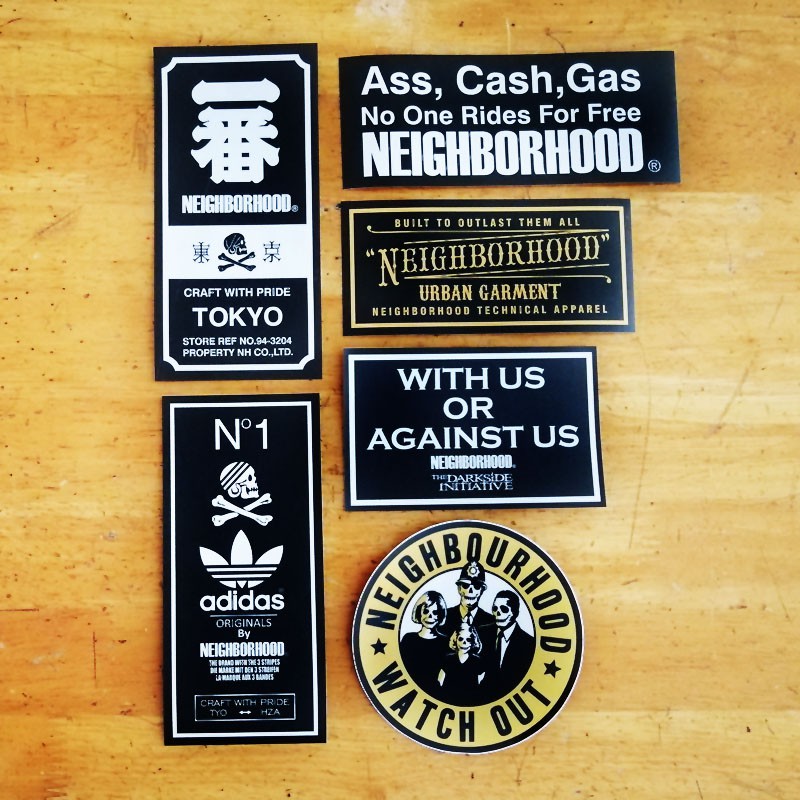 一番
NEIGHBORHOOD®
東京
CRAFT WITH PRIDE
TOKYO
STORE REF NO.94-3204
PROPERTY NH CO.,LTD.
Ass, Cash,Gas
No One Rides For Free
NEIGHBORHOOD®
BUILT TO OUTLAST THEM ALL
"NEIGHBORHOOD"
URBAN GARMENT
NEIGHBORHOOD TECHNICAL APPAREL
WITH US
OR
AGAINST US
NEIGHBORHOOD®
THE DARKSIDE
INITIATIVE
Nº1
adidas
ORIGINALS
By
NEIGHBORHOOD
THE BRAND WITH THE 3 STRIPES
DIE MARKE MIT DEN 3 STREIFEN
LA MARQUE AUX 3 BANDES
CRAFT WITH PRIDE
TYO ↔ HZA
NEIGHBOURHOOD
WATCH OUT